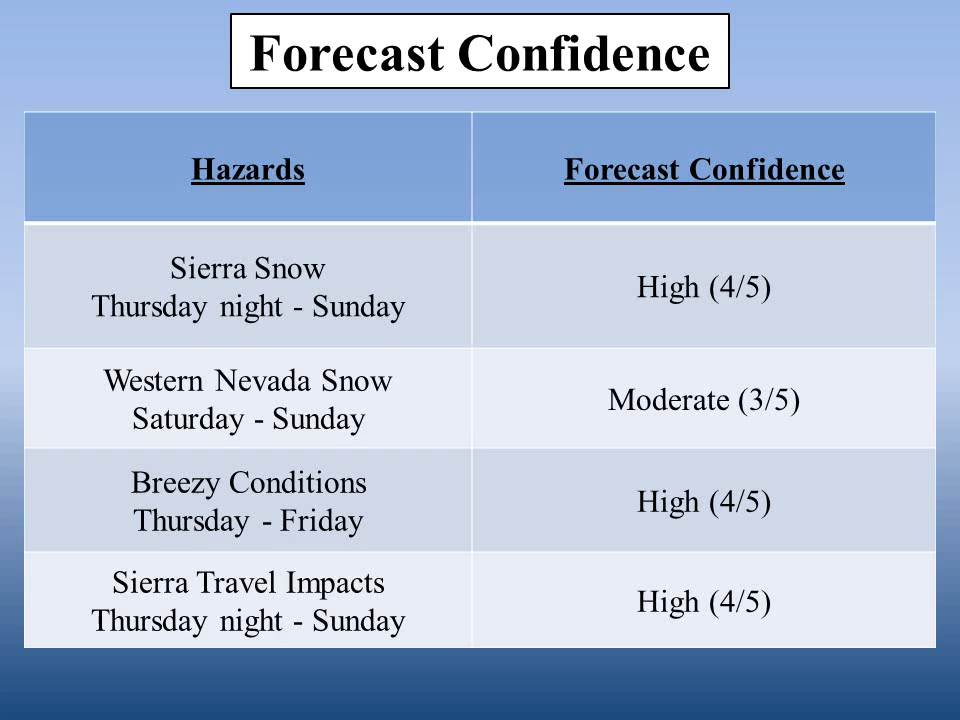 Forecast Confidence
Hazards
Forecast Confidence
Sierra Snow
Thursday night - Sunday
High (4/5)
Western Nevada Snow
Saturday - Sunday
Moderate (3/5)
Breezy Conditions
Thursday - Friday
High (4/5)
Sierra Travel Impacts
Thursday night - Sunday
High (4/5)